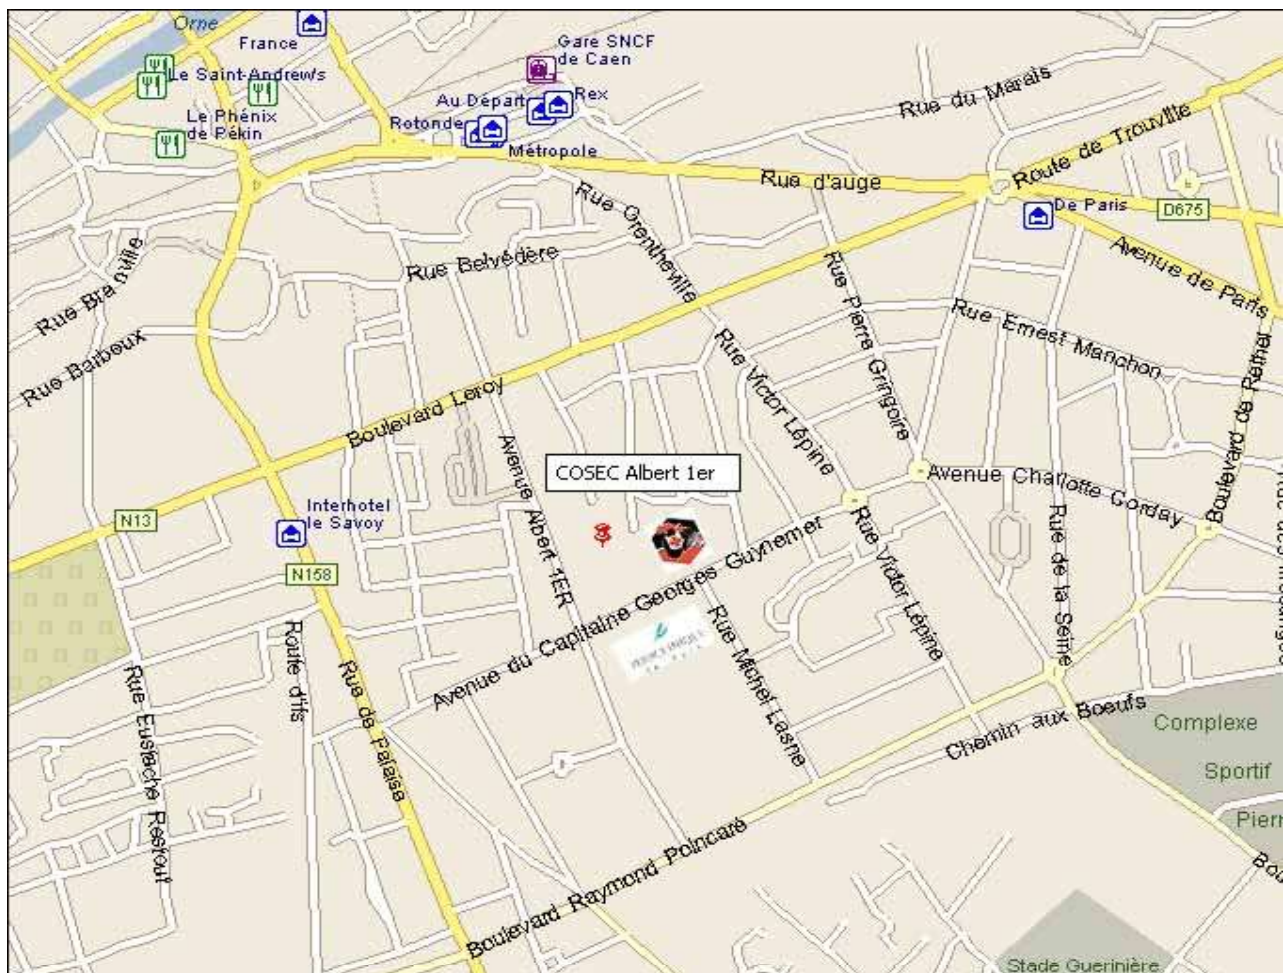 Orne
France
Gare SNCF
de Caen
Le Saint-Andrews
Au Départ
Rex
Le Phénix
de Pékin
Rotonde
Métropole
Rue du Marais
Route de Trouville
Rue d'auge
De Paris
D675
Avenue de Paris
Rue Grentheville
Rue Belvédère
Rue Branville
Rue Barbeux
Rue Pierre Gringoire
Rue Ernest Manchon
Boulevard de Rethel
Rue Victor Lépine
Boulevard Leroy
Avenue Albert 1ER
COSEC Albert 1er
Avenue Charlotte Corday
Interhotel
le Savoy
N13
N158
Rue Victor Lépine
Rue de la Seine
Avenue du Capitaine Georges Guynemer
Rue Michel Lasne
Route d'Ifs
Rue de Falaise
Rue Eustache Restout
Chemin aux Boeufs
Complexe
Sportif
Pierr
Boulevard Raymond Poincaré
Bou
Stade Guerinière